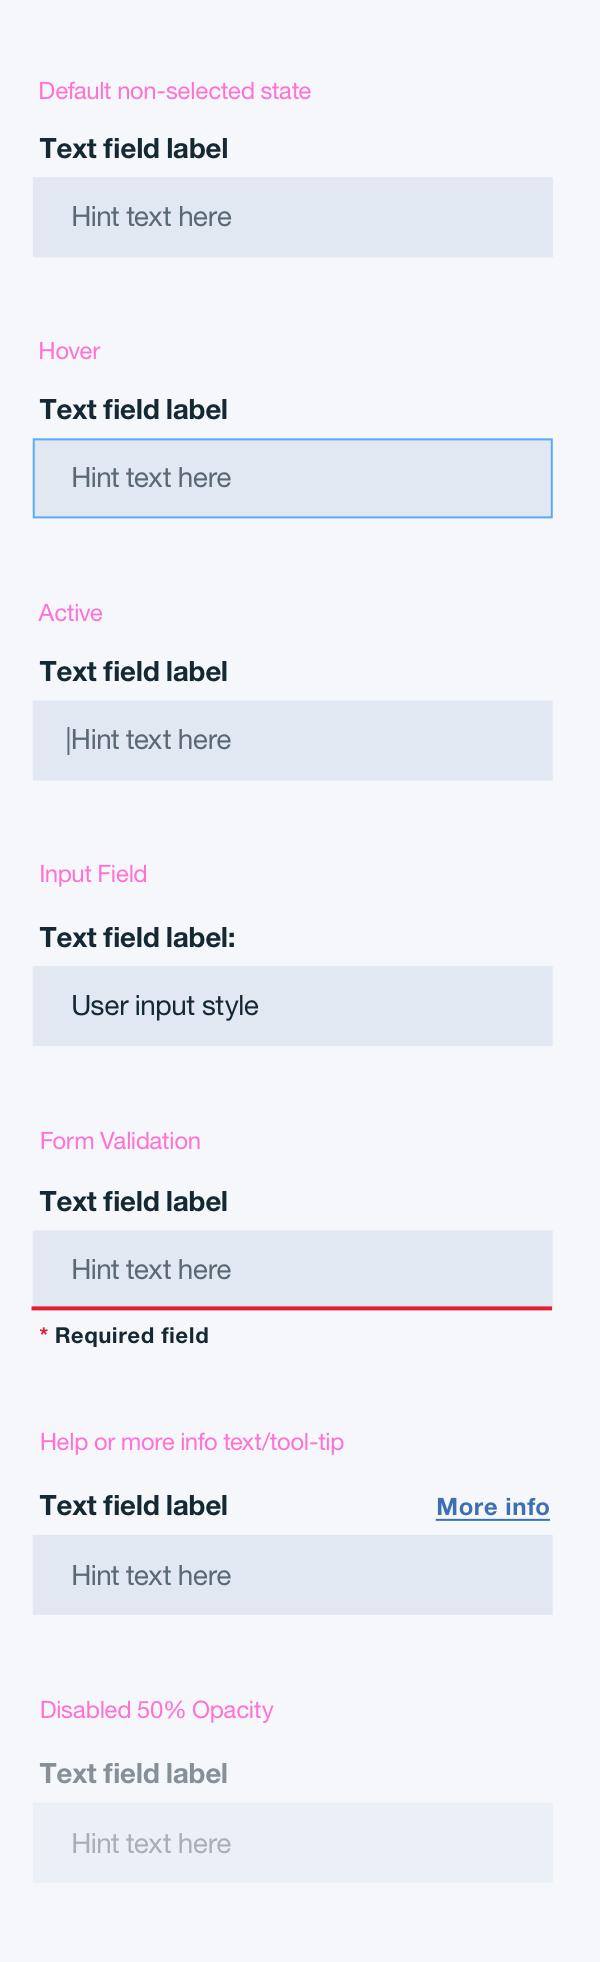 Default non-selected state
Text field label
Hint text here
Hover
Text field label
Hint text here
Active
Text field label
Hint text here
Input Field
Text field label:
User input style
Form Validation
Text field label
Hint text here
* Required field
Help or more info text/tool-tip
Text field label More info
Hint text here
Disabled 50% Opacity
Text field label
Hint text here